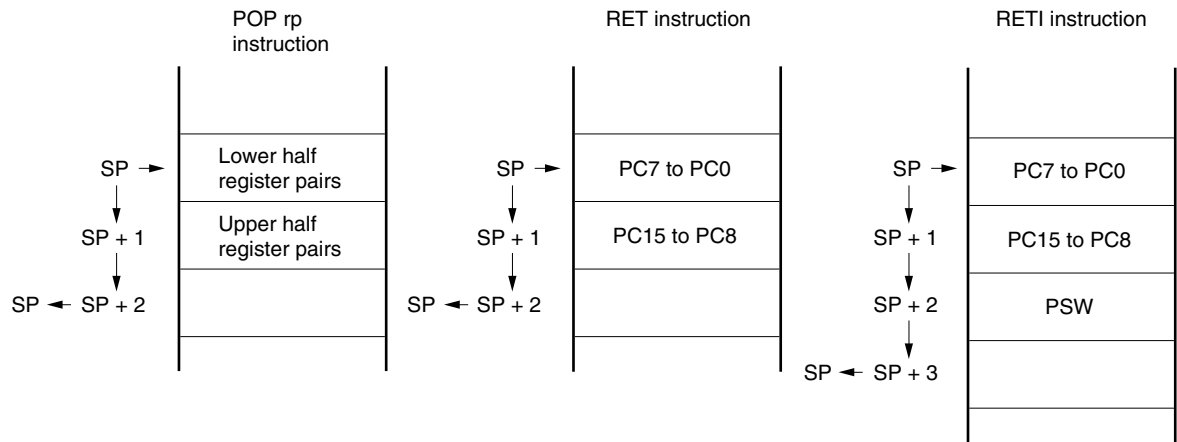 POP rp
instruction
SP
SP + 1
SP ← SP + 2
Lower half
register pairs
Upper half
register pairs
RET instruction
SP
SP + 1
SP ← SP + 2
PC7 to PC0
PC15 to PC8
RETI instruction
SP
SP + 1
SP + 2
SP ← SP + 3
PC7 to PC0
PC15 to PC8
PSW